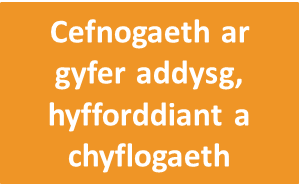 Cefnogaeth ar
gyfer addysg,
hyfforddiant a
chyflogaeth